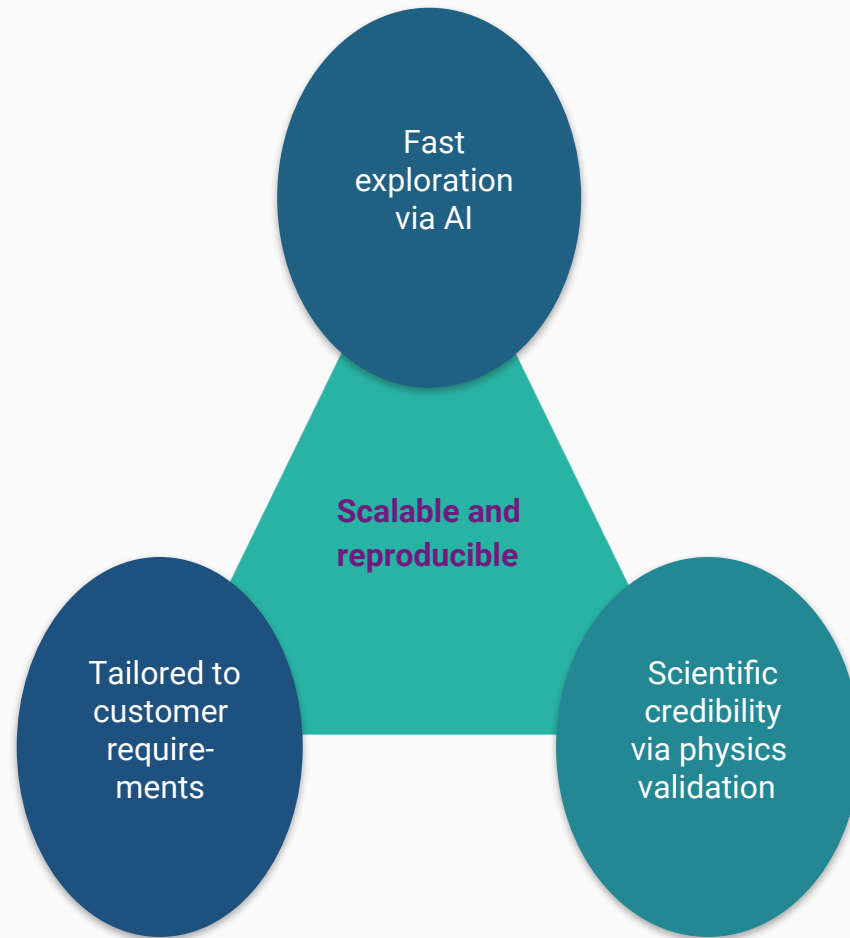 Fast
exploration
via AI
Scalable and
reproducible
Tailored to
customer
require-
ments
Scientific
credibility
via physics
validation